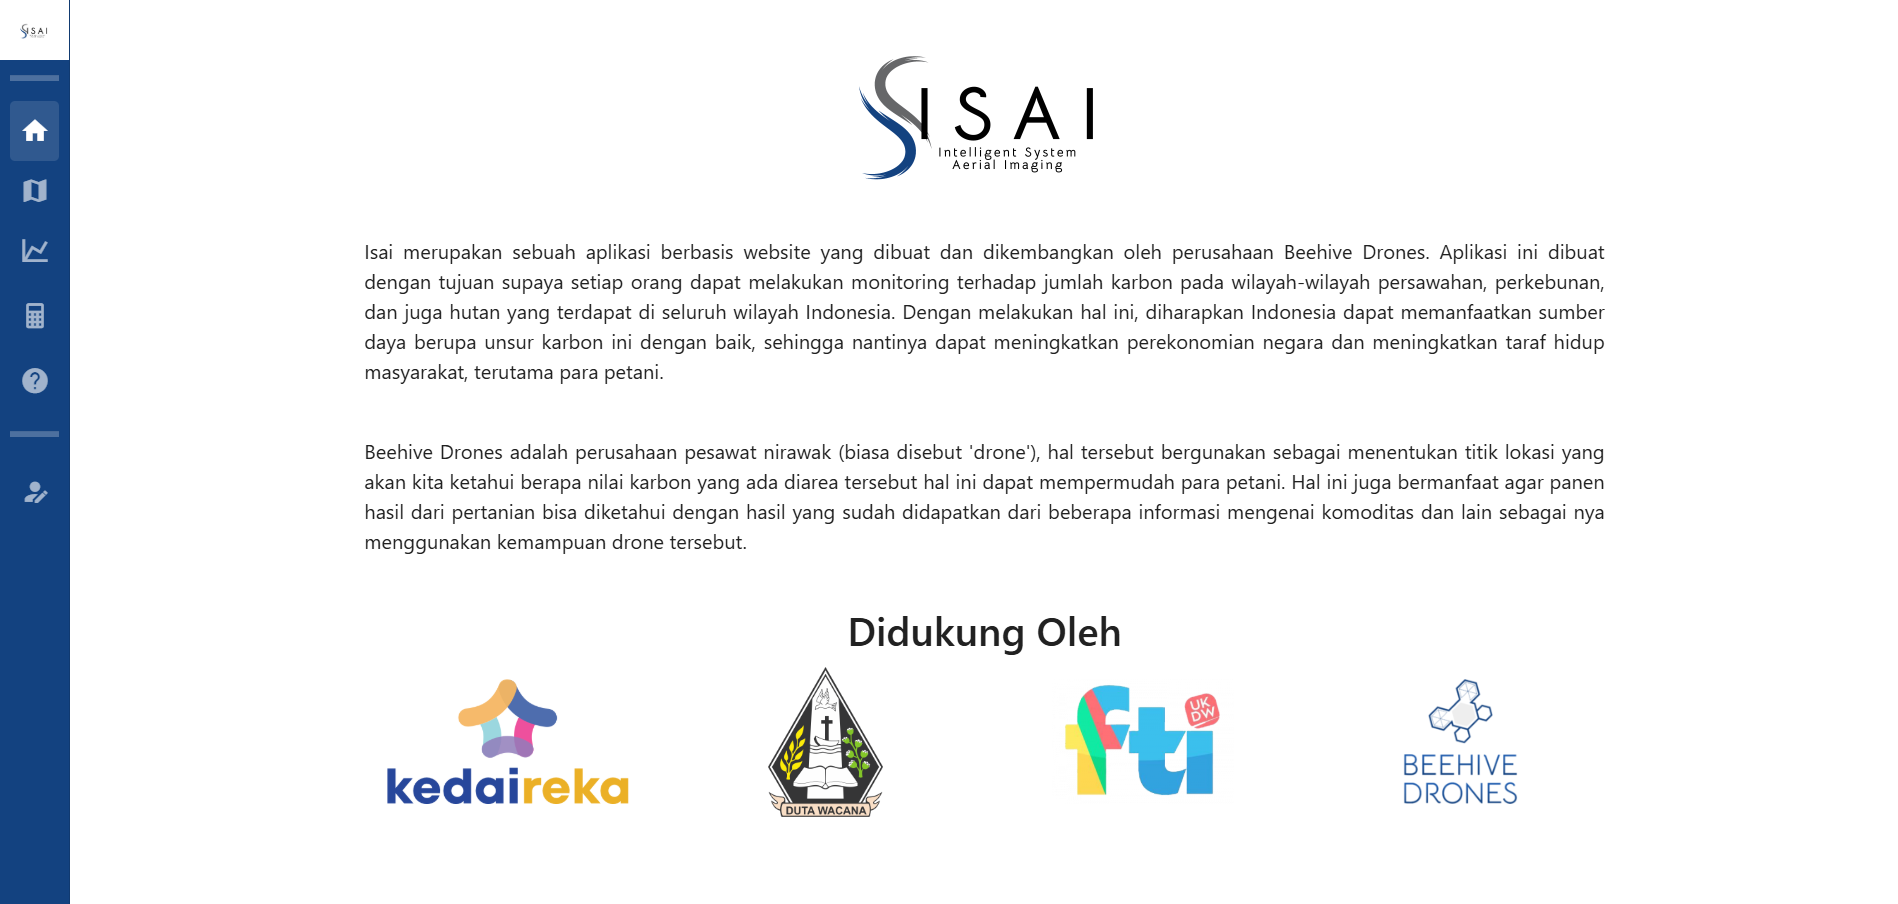 ISAI
ISAI
Intelligent System
Aerial Imaging
Isai merupakan sebuah aplikasi berbasis website yang dibuat dan dikembangkan oleh perusahaan Beehive Drones. Aplikasi ini dibuat
dengan tujuan supaya setiap orang dapat melakukan monitoring terhadap jumlah karbon pada wilayah-wilayah persawahan, perkebunan,
dan juga hutan yang terdapat di seluruh wilayah Indonesia. Dengan melakukan hal ini, diharapkan Indonesia dapat memanfaatkan sumber
daya berupa unsur karbon ini dengan baik, sehingga nantinya dapat meningkatkan perekonomian negara dan meningkatkan taraf hidup
masyarakat, terutama para petani.
Beehive Drones adalah perusahaan pesawat nirawak (biasa disebut 'drone'), hal tersebut bergunakan sebagai menentukan titik lokasi yang
akan kita ketahui berapa nilai karbon yang ada diarea tersebut hal ini dapat mempermudah para petani. Hal ini juga bermanfaat agar panen
hasil dari pertanian bisa diketahui dengan hasil yang sudah didapatkan dari beberapa informasi mengenai komoditas dan lain sebagai nya
menggunakan kemampuan drone tersebut.
Didukung Oleh
kedaireka
DUTA WACANA
fti
UK
DW
BEEHIVE
DRONES